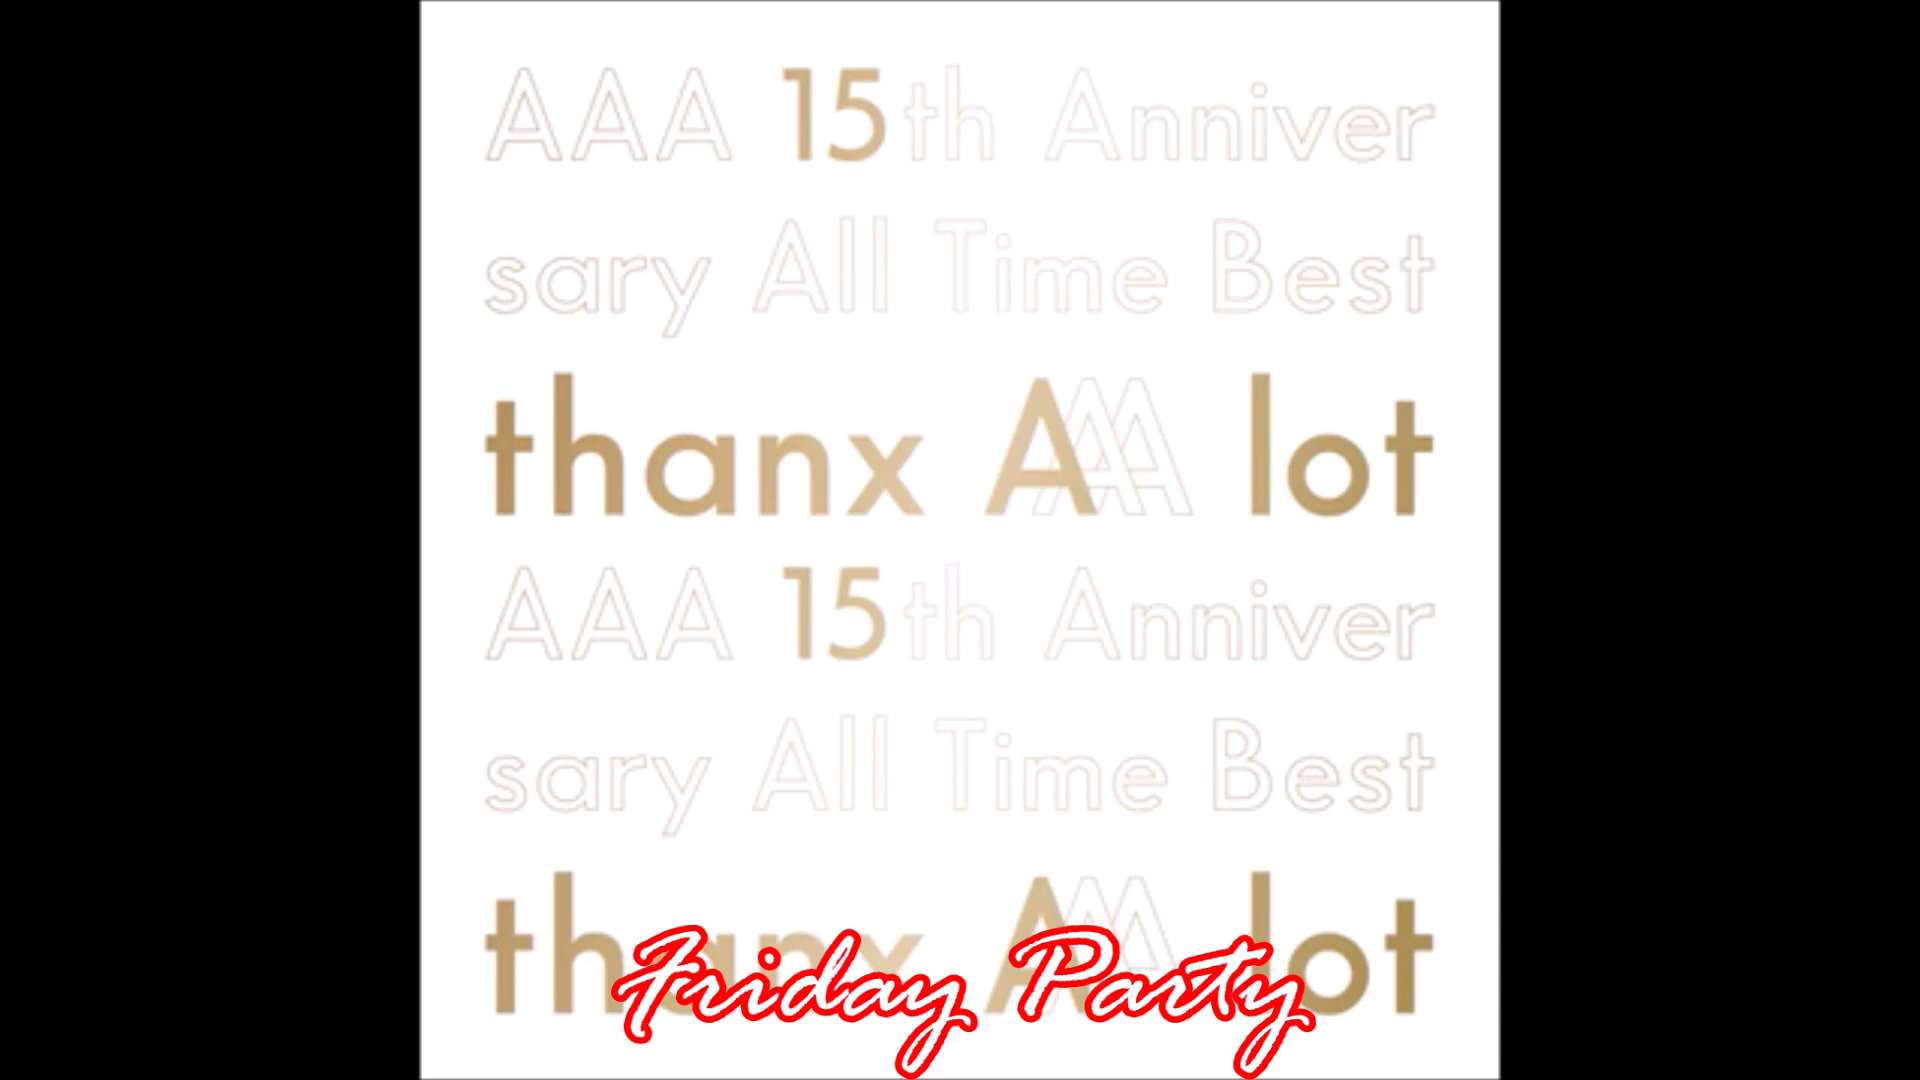 AAA 15th Anniver
sary All Time Best
thanx AAA lot
AAA 15th Anniver
sary All Time Best
thanx AAA lot
Friday Party